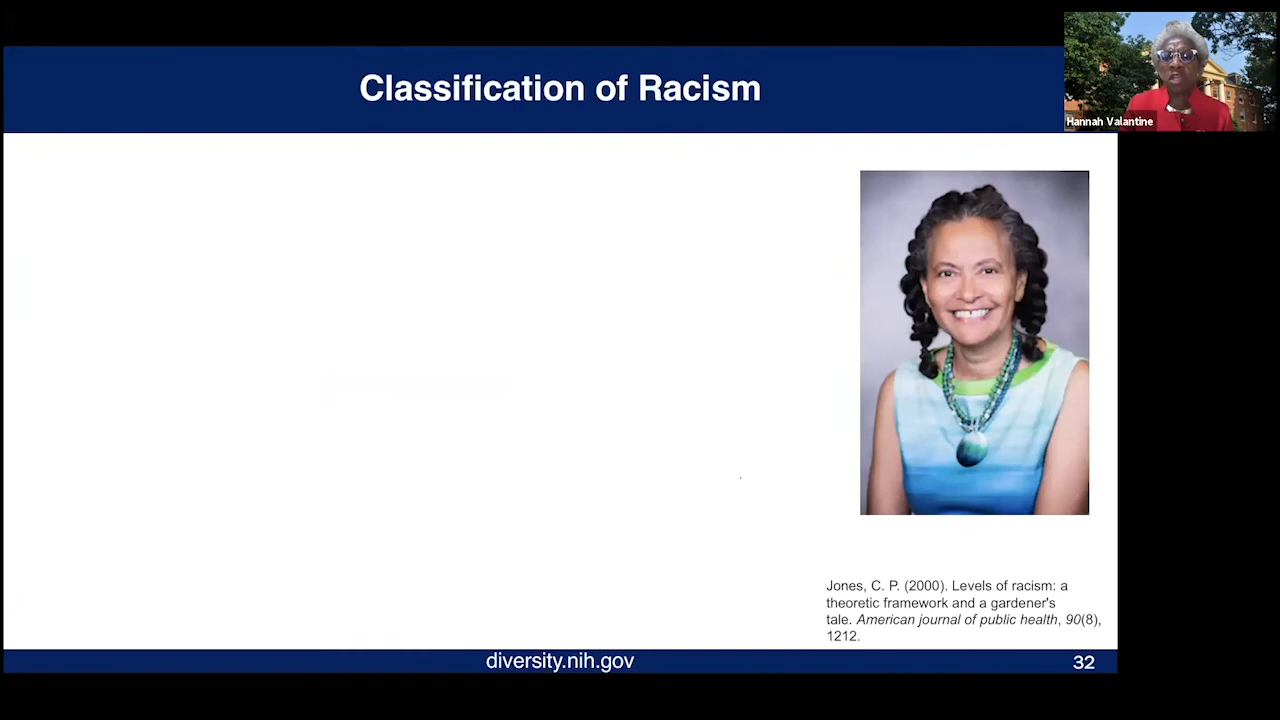 Classification of Racism
Hannah Valantine
Jones, C. P. (2000). Levels of racism: a
theoretic framework and a gardener's
tale. American journal of public health, 90(8),
1212.
diversity.nih.gov
32